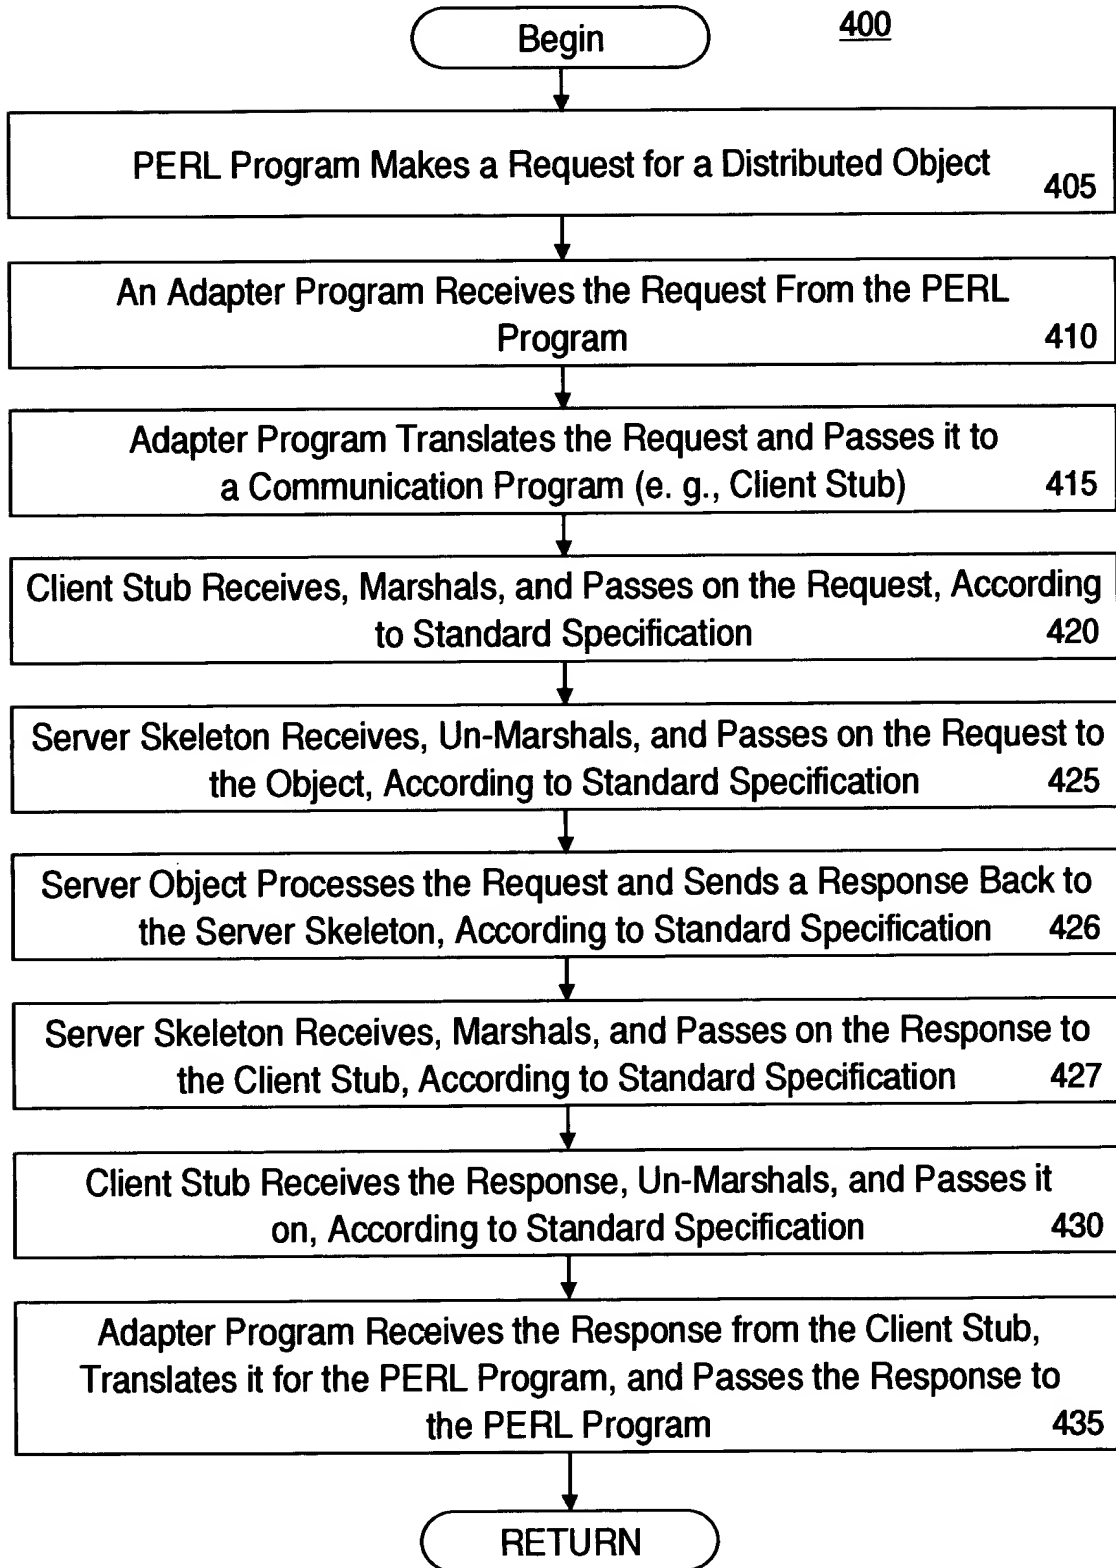 Begin
400
PERL Program Makes a Request for a Distributed Object
405
An Adapter Program Receives the Request From the PERL
Program
410
Adapter Program Translates the Request and Passes it to
a Communication Program (e. g., Client Stub)
415
Client Stub Receives, Marshals, and Passes on the Request, According
to Standard Specification
420
Server Skeleton Receives, Un-Marshals, and Passes on the Request to
the Object, According to Standard Specification
425
Server Object Processes the Request and Sends a Response Back to
the Server Skeleton, According to Standard Specification
426
Server Skeleton Receives, Marshals, and Passes on the Response to
the Client Stub, According to Standard Specification
427
Client Stub Receives the Response, Un-Marshals, and Passes it
on, According to Standard Specification
430
Adapter Program Receives the Response from the Client Stub,
Translates it for the PERL Program, and Passes the Response to
the PERL Program
435
RETURN